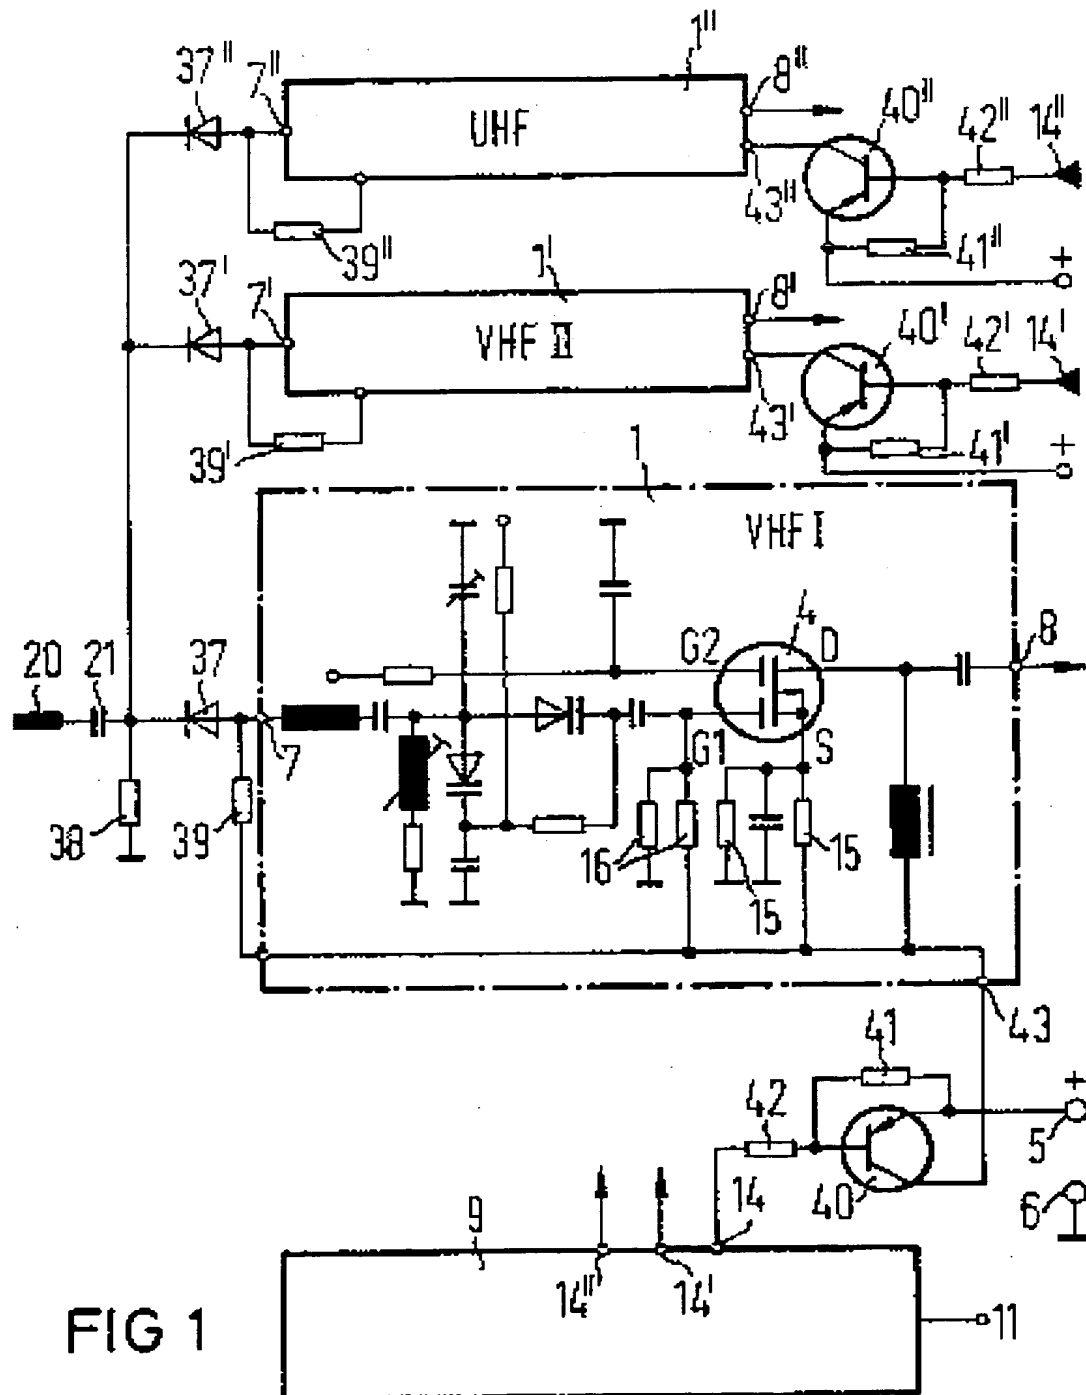 1"
37" 7" 8" 40" 42" 14"
UHF
43"
39" 41" +
37' 7' 1' 8' 40' 42' 14'
VHF II
43'
39' 41' +
1
VHF I
4
G2 D 8
20 21 37
7 G1 S
38 39 16 15 15
43
41
42 +
5
40 6
9 14
14" 14'
11
FIG 1